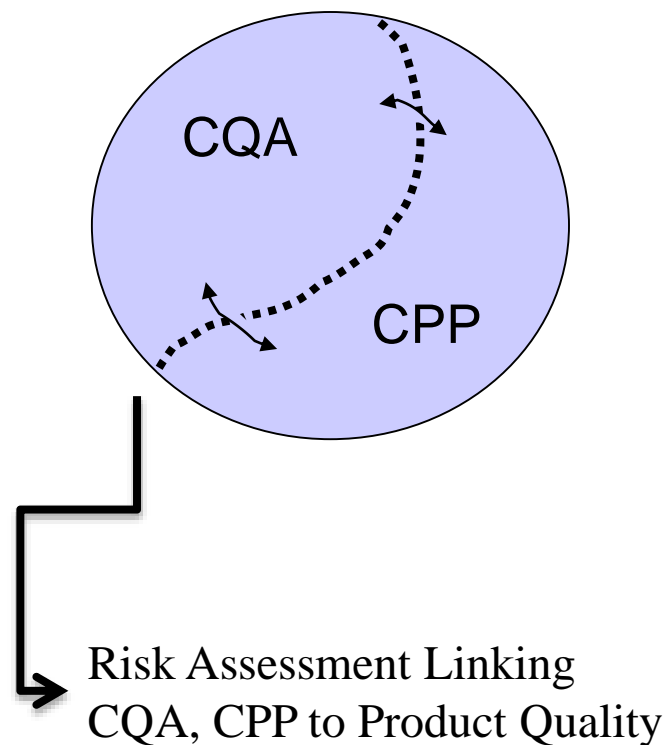 CQA
CPP
Risk Assessment Linking
CQA, CPP to Product Quality